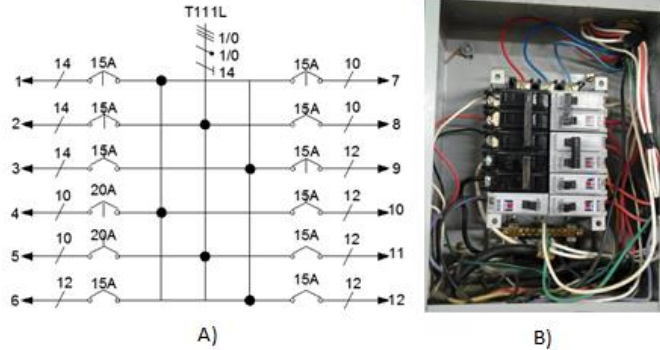 T111L
1/0
1/0
14
1 14 15A 15A 10 7
2 14 15A 15A 10 8
3 14 15A 15A 12 9
4 10 20A 15A 12 10
5 10 20A 15A 12 11
6 12 15A 15A 12 12
A) B)